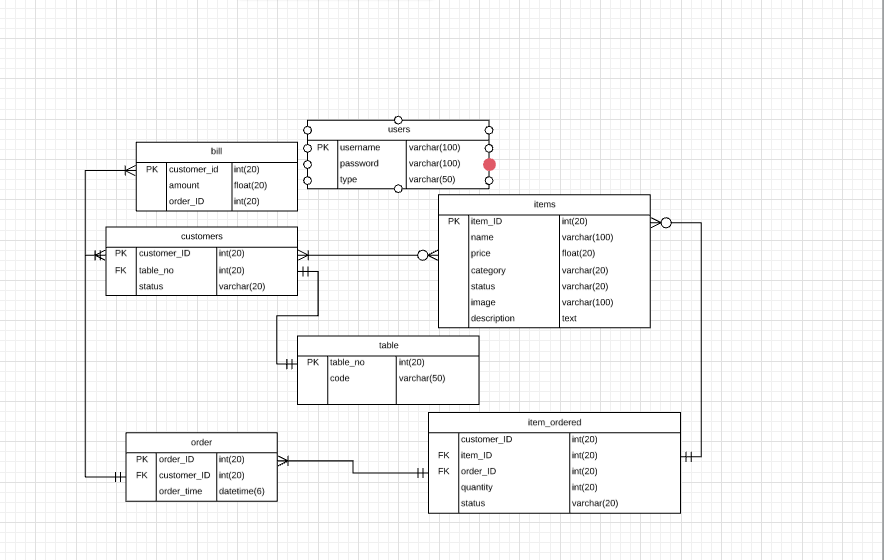 users
PK username varchar(100)
password varchar(100)
type varchar(50)
bill
PK customer_id int(20)
amount float(20)
order_ID int(20)
items
PK item_ID int(20)
name varchar(100)
price float(20)
category varchar(20)
status varchar(20)
image varchar(100)
description text
customers
PK customer_ID int(20)
FK table_no int(20)
status varchar(20)
table
PK table_no int(20)
code varchar(50)
item_ordered
customer_ID int(20)
FK item_ID int(20)
FK order_ID int(20)
quantity int(20)
status varchar(20)
order
PK order_ID int(20)
FK customer_ID int(20)
order_time datetime(6)